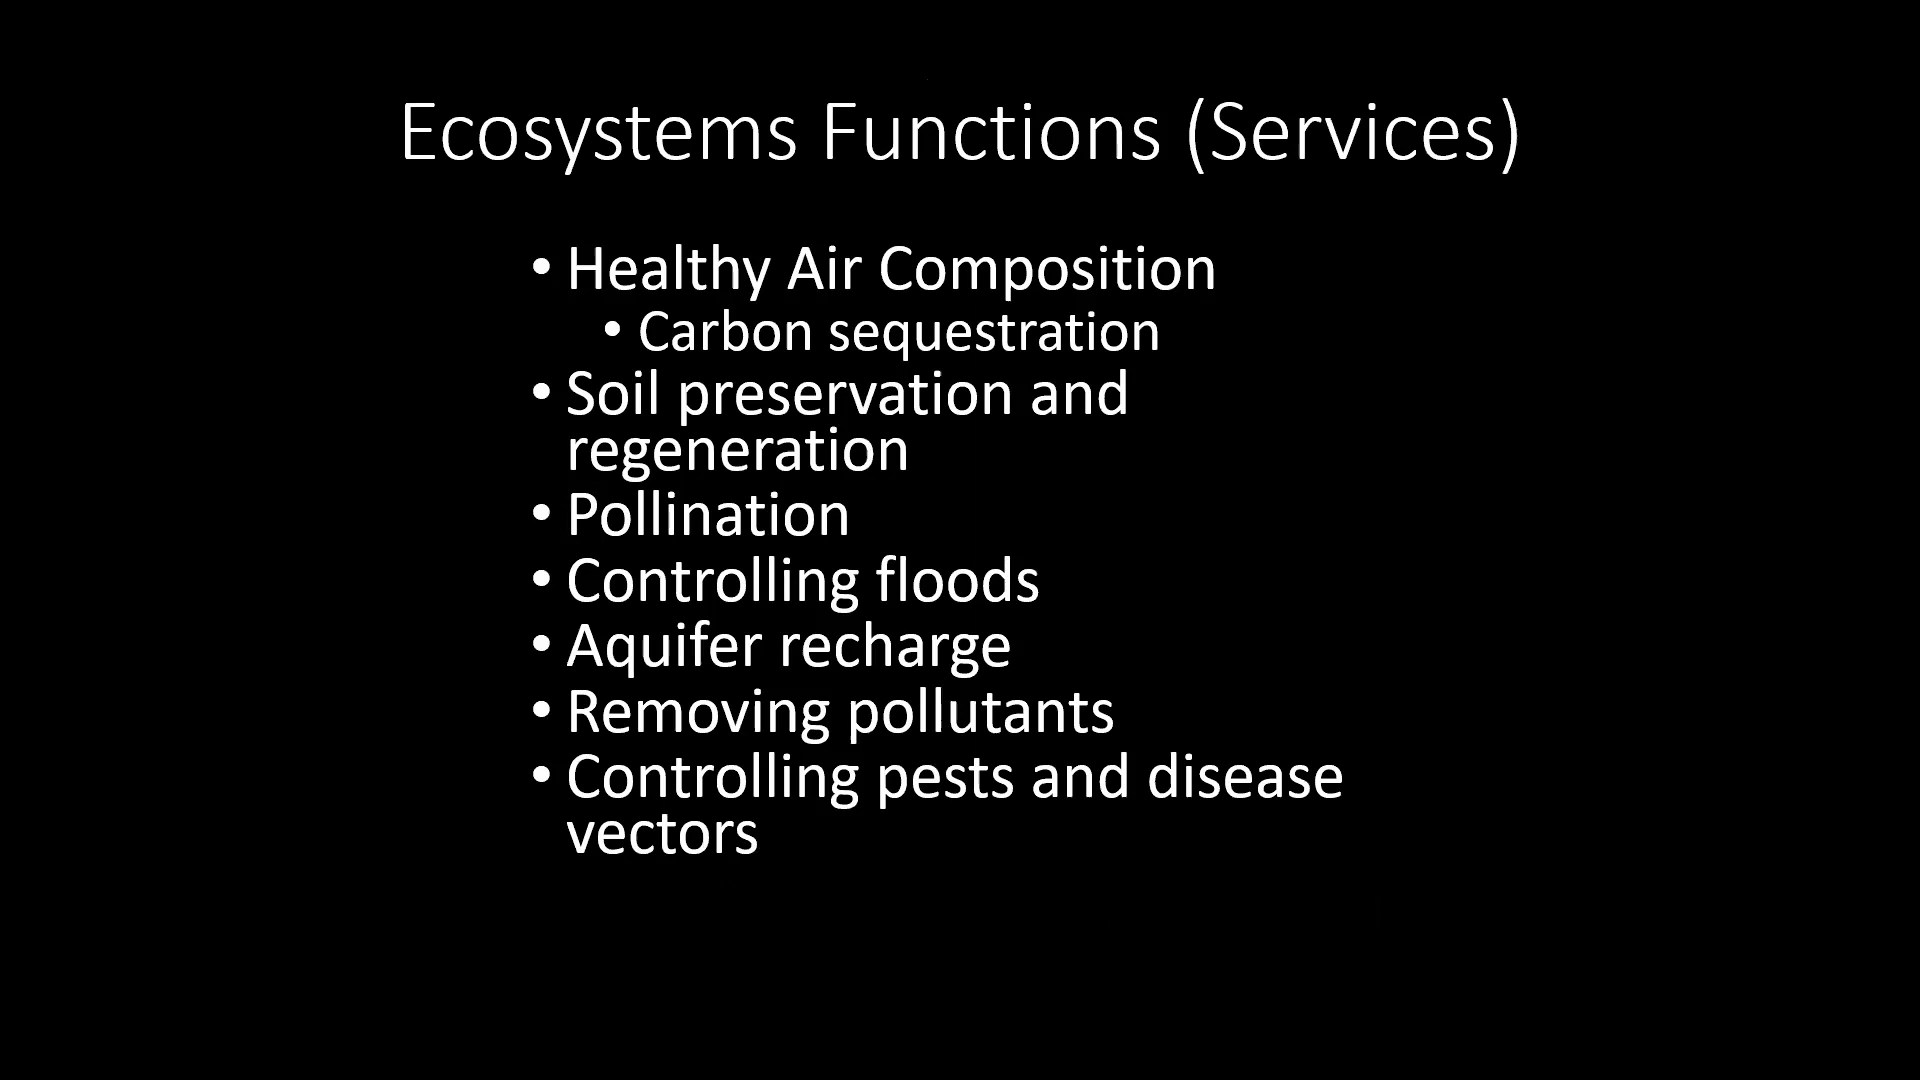 Ecosystems Functions (Services)
• Healthy Air Composition
• Carbon sequestration
• Soil preservation and
regeneration
• Pollination
• Controlling floods
• Aquifer recharge
• Removing pollutants
• Controlling pests and disease
vectors